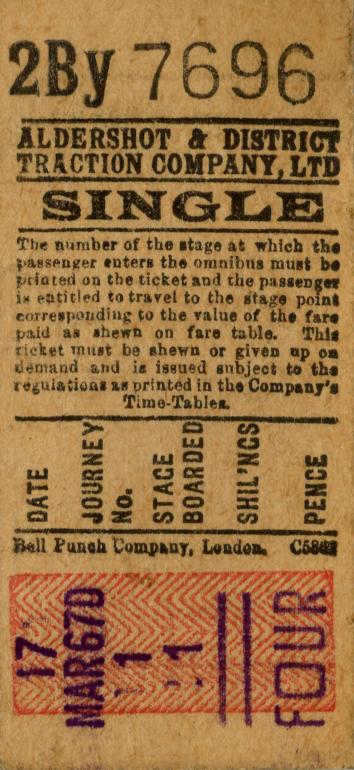 2By 7696
ALDERSHOT & DISTRICT
TRACTION COMPANY, LTD
SINGLE
The number of the stage at which the
passenger enters the omnibus must be
printed on the ticket and the passenger
is entitled to travel to the stage point
corresponding to the value of the fare
paid as shewn on fare table. This
ticket must be shewn or given up on
demand and is issued subject to the
regulations as printed in the Company's
Time-Tables.
DATE
JOURNEY
No.
STAGE
BOARDED
SHIL'NGS
PENCE
Bell Punch Company, London.
17
MAR67D
1
1
FOUR